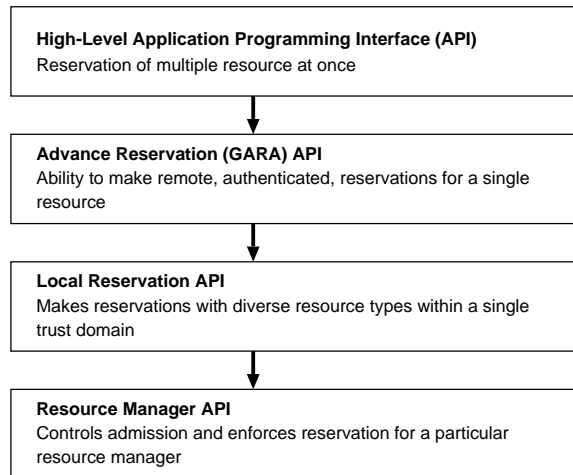 High-Level Application Programming Interface (API)
Reservation of multiple resource at once
Advance Reservation (GARA) API
Ability to make remote, authenticated, reservations for a single
resource
Local Reservation API
Makes reservations with diverse resource types within a single
trust domain
Resource Manager API
Controls admission and enforces reservation for a particular
resource manager